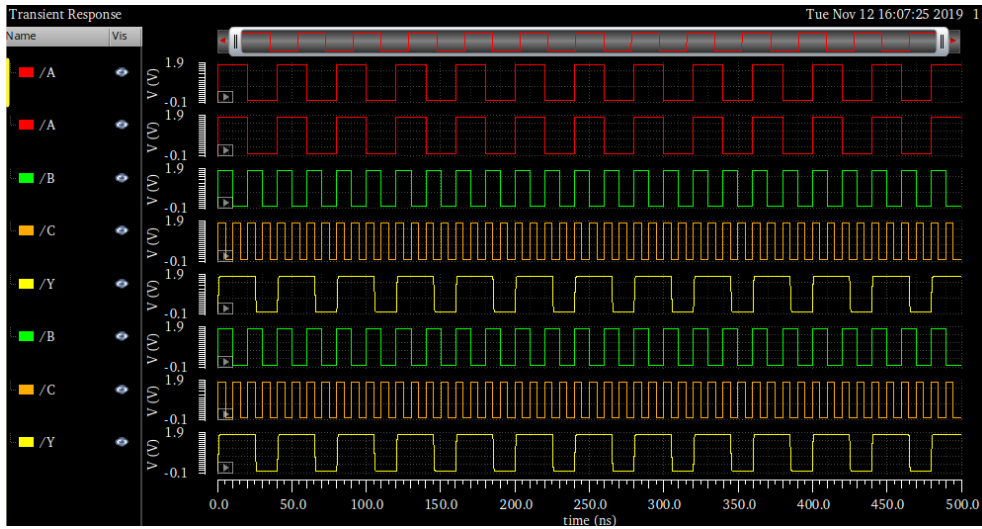 Transient Response Tue Nov 12 16:07:25 2019 1
Name Vis
/A
V (V)
1.9
-0.1
/A
V (V)
1.9
-0.1
/B
V (V)
1.9
-0.1
/C
V (V)
1.9
-0.1
/Y
V (V)
1.9
-0.1
/B
V (V)
1.9
-0.1
/C
V (V)
1.9
-0.1
/Y
V (V)
1.9
-0.1
0.0 50.0 100.0 150.0 200.0 250.0 300.0 350.0 400.0 450.0 500.0
time (ns)